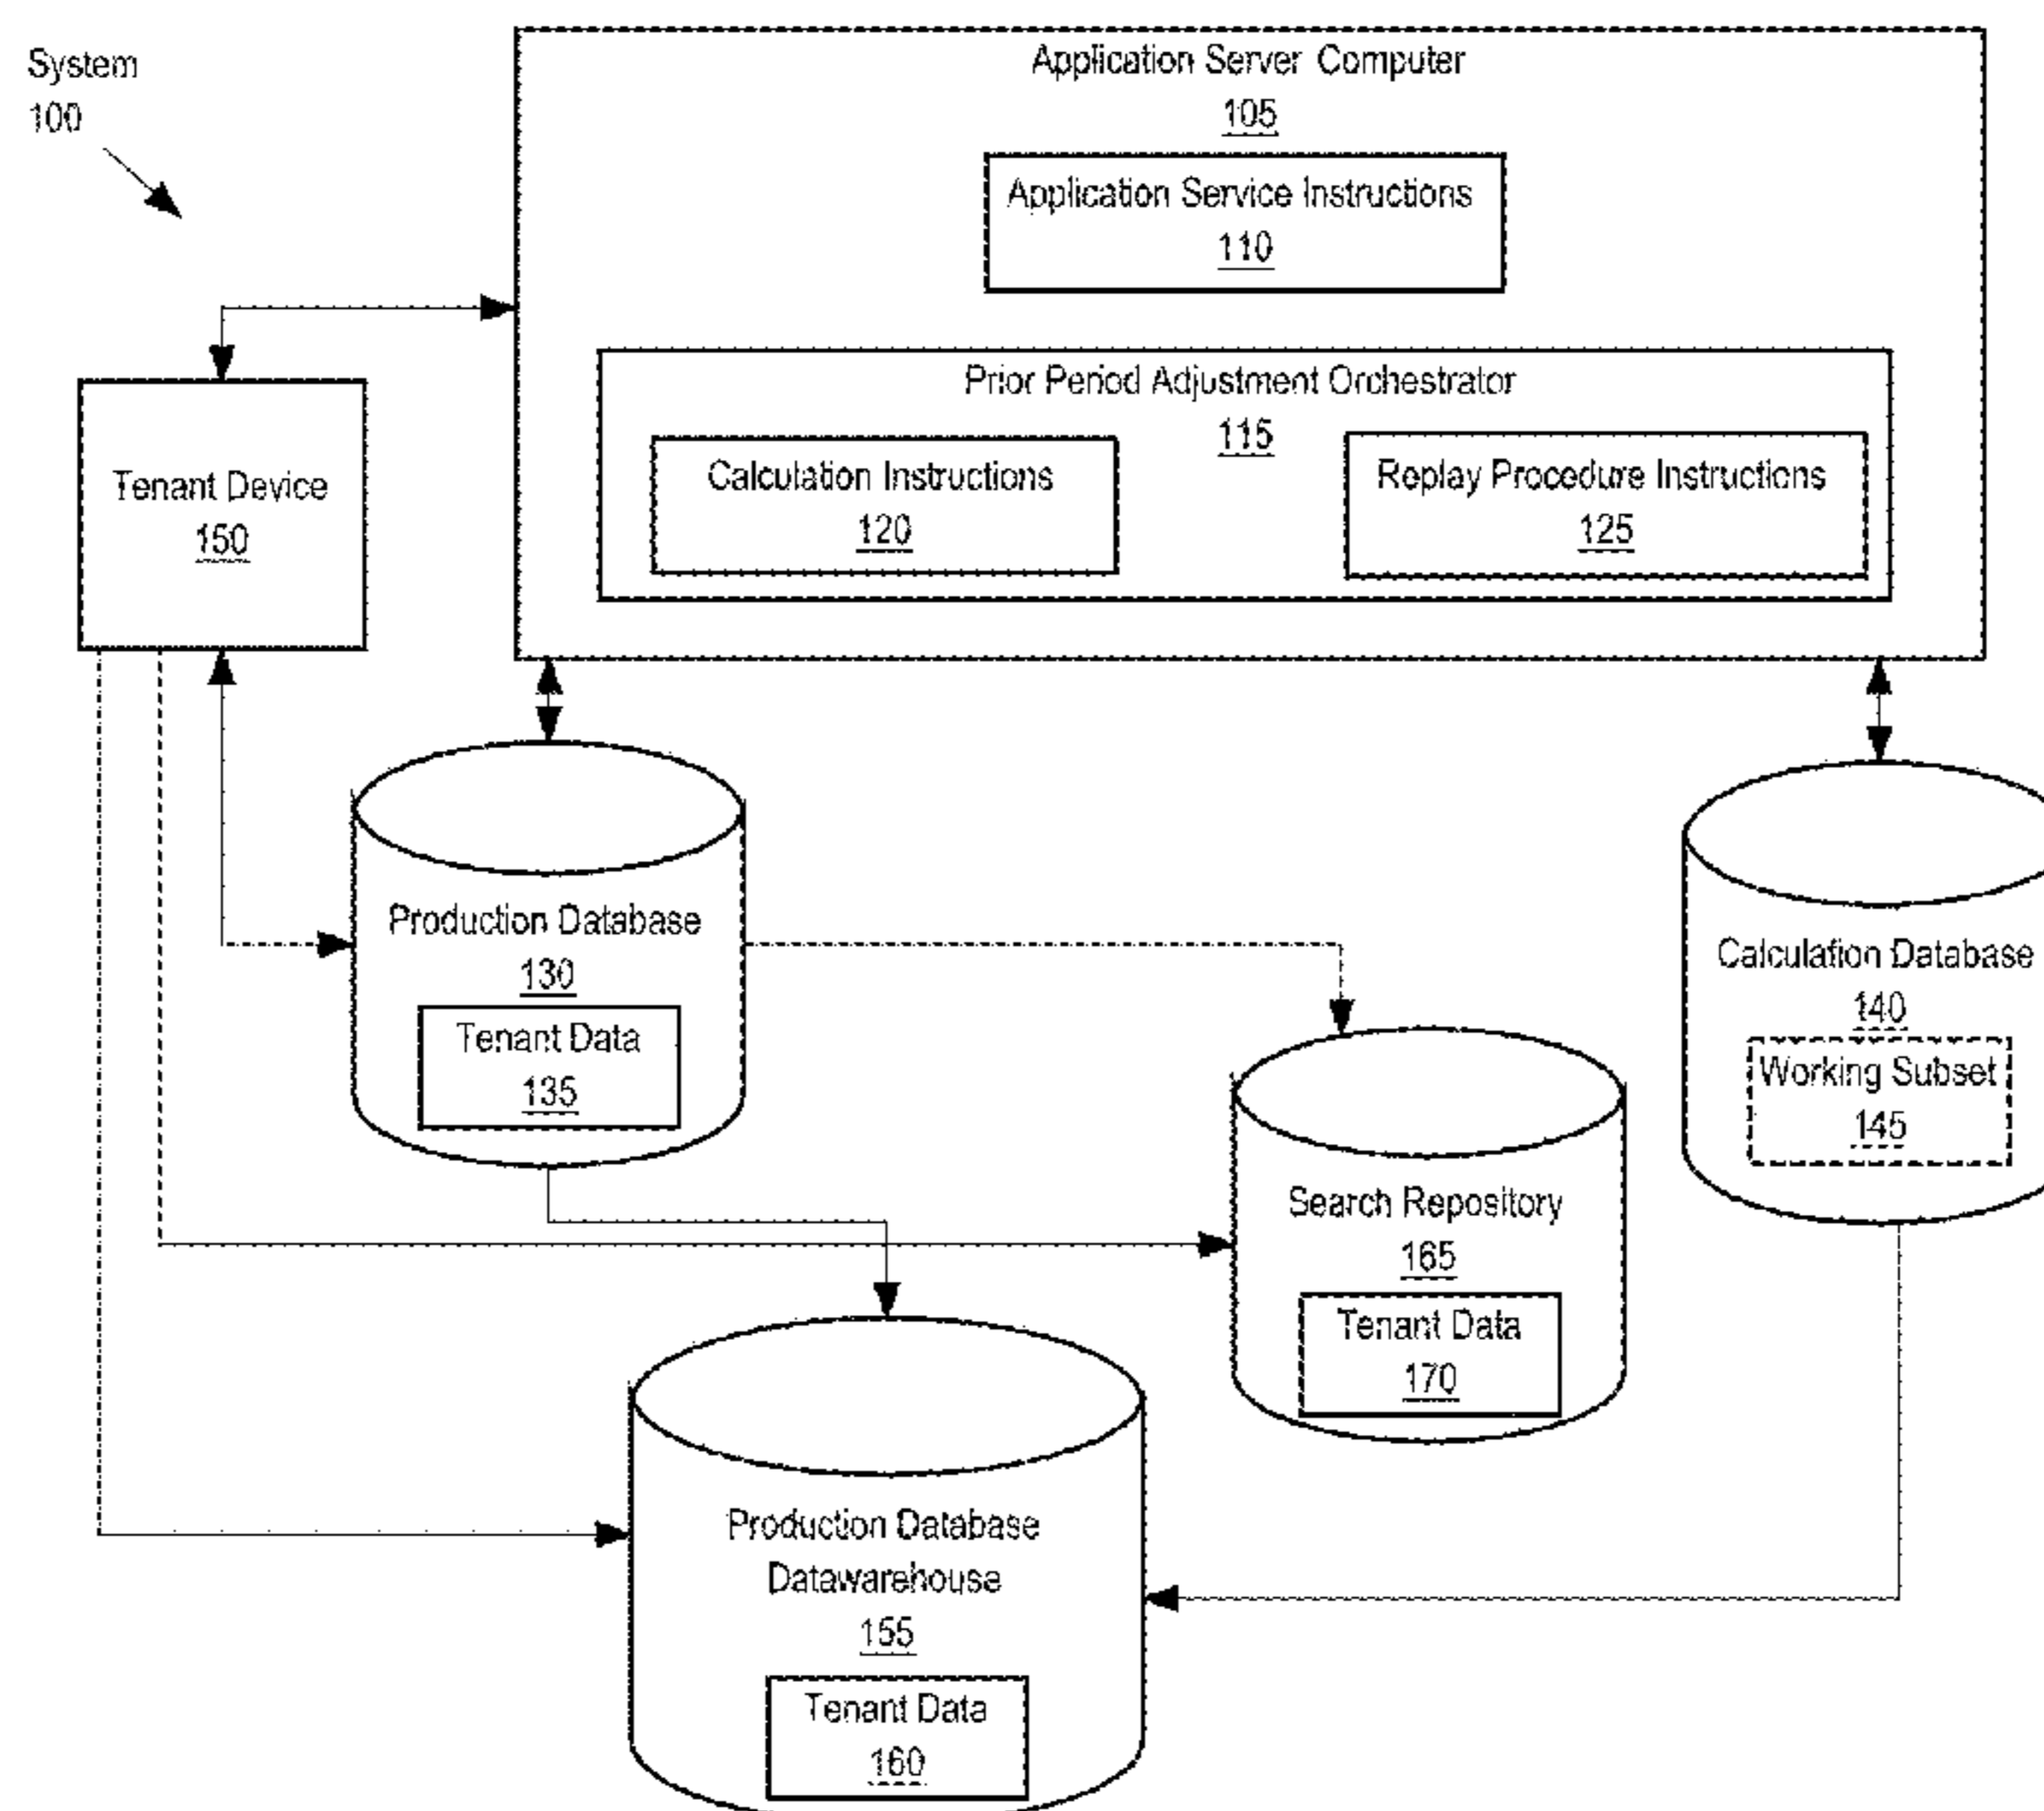 System
100
Application Server Computer
105
Application Service Instructions
110
Prior Period Adjustment Orchestrator
115
Calculation Instructions
120
Replay Procedure Instructions
125
Tenant Device
150
Production Database
130
Tenant Data
135
Calculation Database
140
Working Subset
145
Search Repository
165
Tenant Data
170
Production Database
Datawarehouse
155
Tenant Data
160